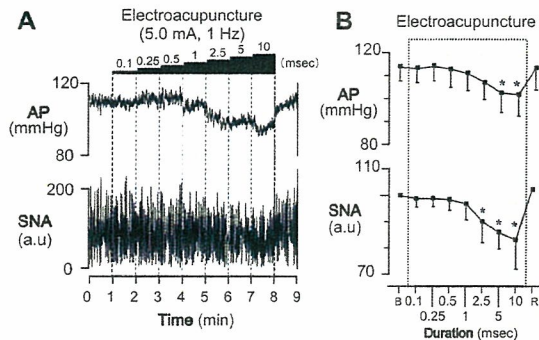 A
Electroacupuncture
(5.0 mA, 1 Hz)
0.1 0.25 0.5 1 2.5 5 10 (msec)
120
AP
(mmHg)
80
200
SNA
(a.u)
0
0 1 2 3 4 5 6 7 8 9
Time (min)
B
Electroacupuncture
120
AP
(mmHg)
* *
80
100
SNA
(a.u)
* * *
70
B 0.1 0.5 2.5 10 R
0.25 1 5
Duration (msec)